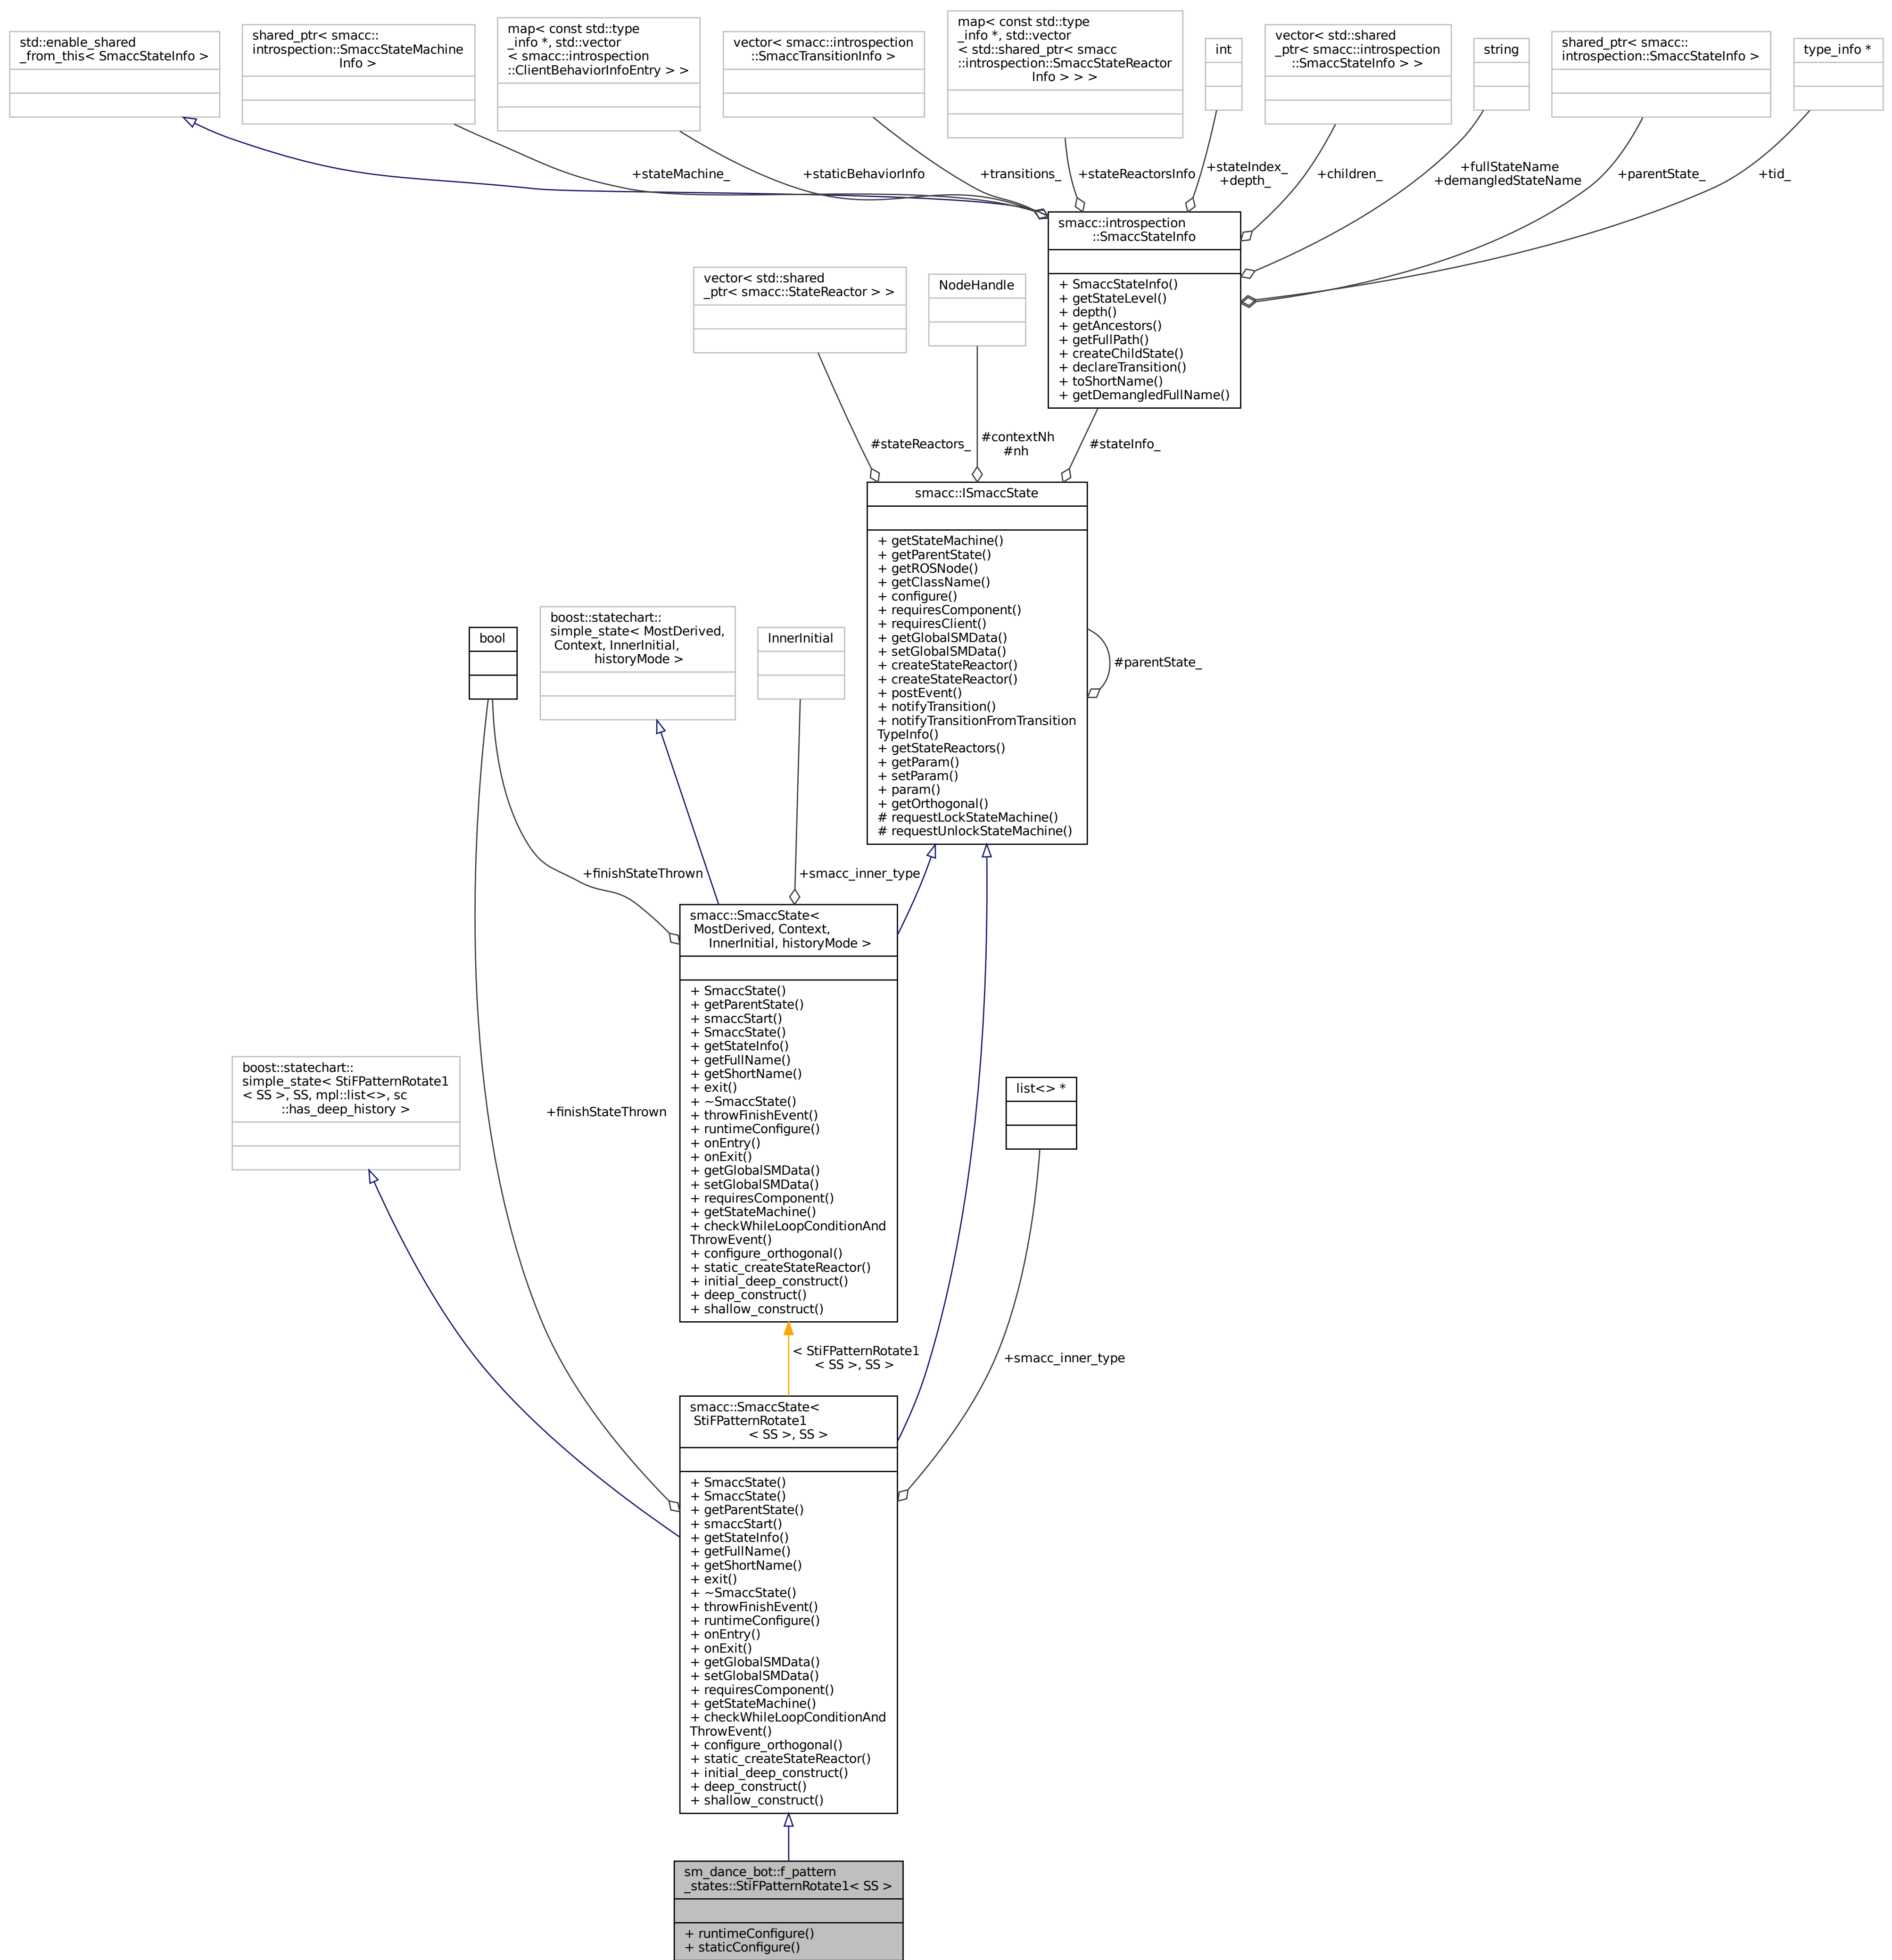 std::enable_shared
_from_this< SmaccStateInfo >
shared_ptr< smacc::
introspection::SmaccStateMachine
Info >
map< const std::type
_info *, std::vector
< smacc::introspection
::ClientBehaviorInfoEntry > >
vector< smacc::introspection
::SmaccTransitionInfo >
map< const std::type
_info *, std::vector
< std::shared_ptr< smacc
::introspection::SmaccStateReactor
Info > > >
int
vector< std::shared
_ptr< smacc::introspection
::SmaccStateInfo > >
string
shared_ptr< smacc::
introspection::SmaccStateInfo >
type_info *
+stateMachine_
+staticBehaviorInfo
+transitions_
+stateReactorsInfo
+stateIndex_
+depth_
+children_
+fullStateName
+demangledStateName
+parentState_
+tid_
smacc::introspection
::SmaccStateInfo
+ SmaccStateInfo()
+ getStateLevel()
+ depth()
+ getAncestors()
+ getFullPath()
+ createChildState()
+ declareTransition()
+ toShortName()
+ getDemangledFullName()
vector< std::shared
_ptr< smacc::StateReactor > >
NodeHandle
#stateReactors_
#contextNh
#nh
#stateInfo_
smacc::ISmaccState
+ getStateMachine()
+ getParentState()
+ getROSNode()
+ getClassName()
+ configure()
+ requiresComponent()
+ requiresClient()
+ getGlobalSMData()
+ setGlobalSMData()
+ createStateReactor()
+ createStateReactor()
+ postEvent()
+ notifyTransition()
+ notifyTransitionFromTransition
TypeInfo()
+ getStateReactors()
+ getParam()
+ setParam()
+ param()
+ getOrthogonal()
# requestLockStateMachine()
# requestUnlockStateMachine()
#parentState_
bool
boost::statechart::
simple_state< MostDerived,
Context, InnerInitial,
historyMode >
InnerInitial
+finishStateThrown
+smacc_inner_type
smacc::SmaccState<
MostDerived, Context,
InnerInitial, historyMode >
+ SmaccState()
+ getParentState()
+ smaccStart()
+ SmaccState()
+ getStateInfo()
+ getFullName()
+ getShortName()
+ exit()
+ ~SmaccState()
+ throwFinishEvent()
+ runtimeConfigure()
+ onEntry()
+ onExit()
+ getGlobalSMData()
+ setGlobalSMData()
+ requiresComponent()
+ getStateMachine()
+ checkWhileLoopConditionAnd
ThrowEvent()
+ configure_orthogonal()
+ static_createStateReactor()
+ initial_deep_construct()
+ deep_construct()
+ shallow_construct()
boost::statechart::
simple_state< StiFPatternRotate1
< SS >, SS, mpl::list<>, sc
::has_deep_history >
+finishStateThrown
list<> *
< StiFPatternRotate1
< SS >, SS >
+smacc_inner_type
smacc::SmaccState<
StiFPatternRotate1
< SS >, SS >
+ SmaccState()
+ SmaccState()
+ getParentState()
+ smaccStart()
+ getStateInfo()
+ getFullName()
+ getShortName()
+ exit()
+ ~SmaccState()
+ throwFinishEvent()
+ runtimeConfigure()
+ onEntry()
+ onExit()
+ getGlobalSMData()
+ setGlobalSMData()
+ requiresComponent()
+ getStateMachine()
+ checkWhileLoopConditionAnd
ThrowEvent()
+ configure_orthogonal()
+ static_createStateReactor()
+ initial_deep_construct()
+ deep_construct()
+ shallow_construct()
sm_dance_bot::f_pattern
_states::StiFPatternRotate1< SS >
+ runtimeConfigure()
+ staticConfigure()